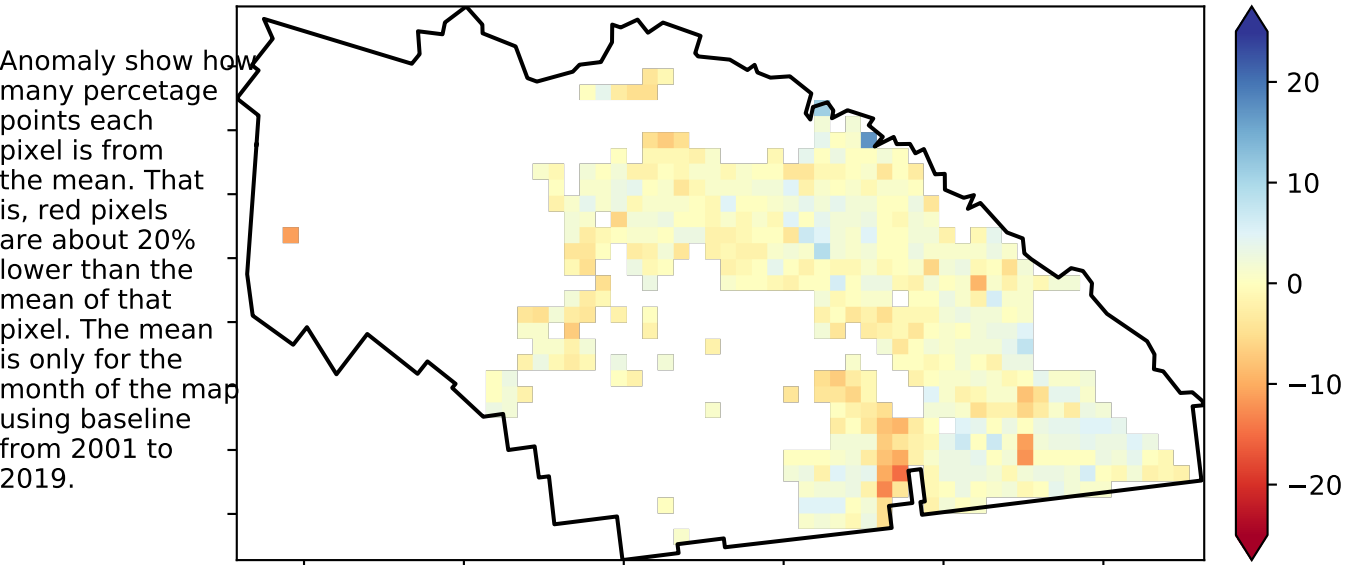 Anomaly show how
many percetage
points each
pixel is from
the mean. That
is, red pixels
are about 20%
lower than the
mean of that
pixel. The mean
is only for the
month of the map
using baseline
from 2001 to
2019.
20
10
0
−10
−20